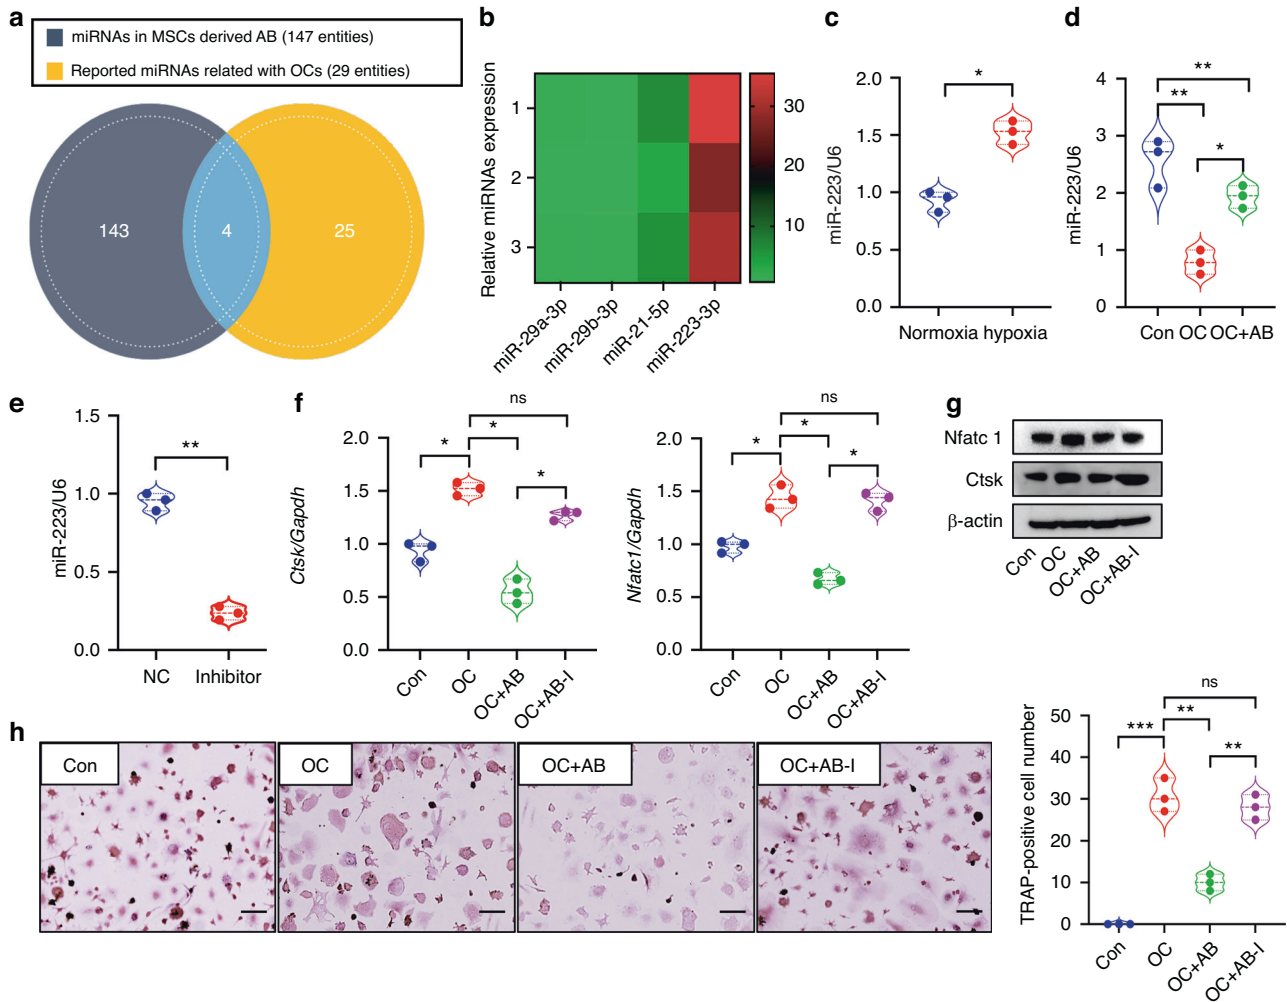 a
miRNAs in MSCs derived AB (147 entities)
Reported miRNAs related with OCs (29 entities)
143
4
25
b
Relative miRNAs expression
1
2
3
miR-29a-3p
miR-29b-3p
miR-21-5p
miR-223-3p
30
20
10
c
miR-223/U6
2.0
1.5
1.0
0.5
0.0
*
Normoxia hypoxia
d
miR-223/U6
4
3
2
1
0
**
**
*
Con OC OC+AB
e
miR-223/U6
1.5
1.0
0.5
0.0
**
NC Inhibitor
f
Ctsk/Gapdh
2.0
1.5
1.0
0.5
0.0
ns
*
*
*
Con
OC
OC+AB
OC+AB-I
Nfatc1/Gapdh
2.0
1.5
1.0
0.5
0.0
ns
*
*
*
Con
OC
OC+AB
OC+AB-I
g
Nfatc 1
Ctsk
β-actin
Con
OC
OC+AB
OC+AB-I
h
Con
OC
OC+AB
OC+AB-I
TRAP-positive cell number
50
40
30
20
10
0
ns
***
**
**
Con
OC
OC+AB
OC+AB-I